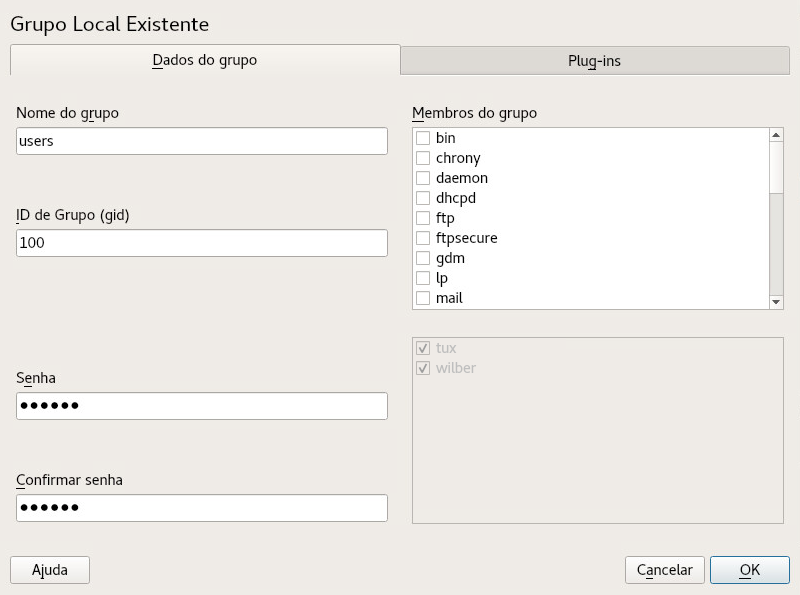 Grupo Local Existente
Dados do grupo
Plug-ins
Nome do grupo
users
ID de Grupo (gid)
100
Senha
●●●●●●
Confirmar senha
●●●●●●
Membros do grupo
bin
chrony
daemon
dhcpd
ftp
ftpsecure
gdm
lp
mail
tux
wilber
Ajuda
Cancelar
OK